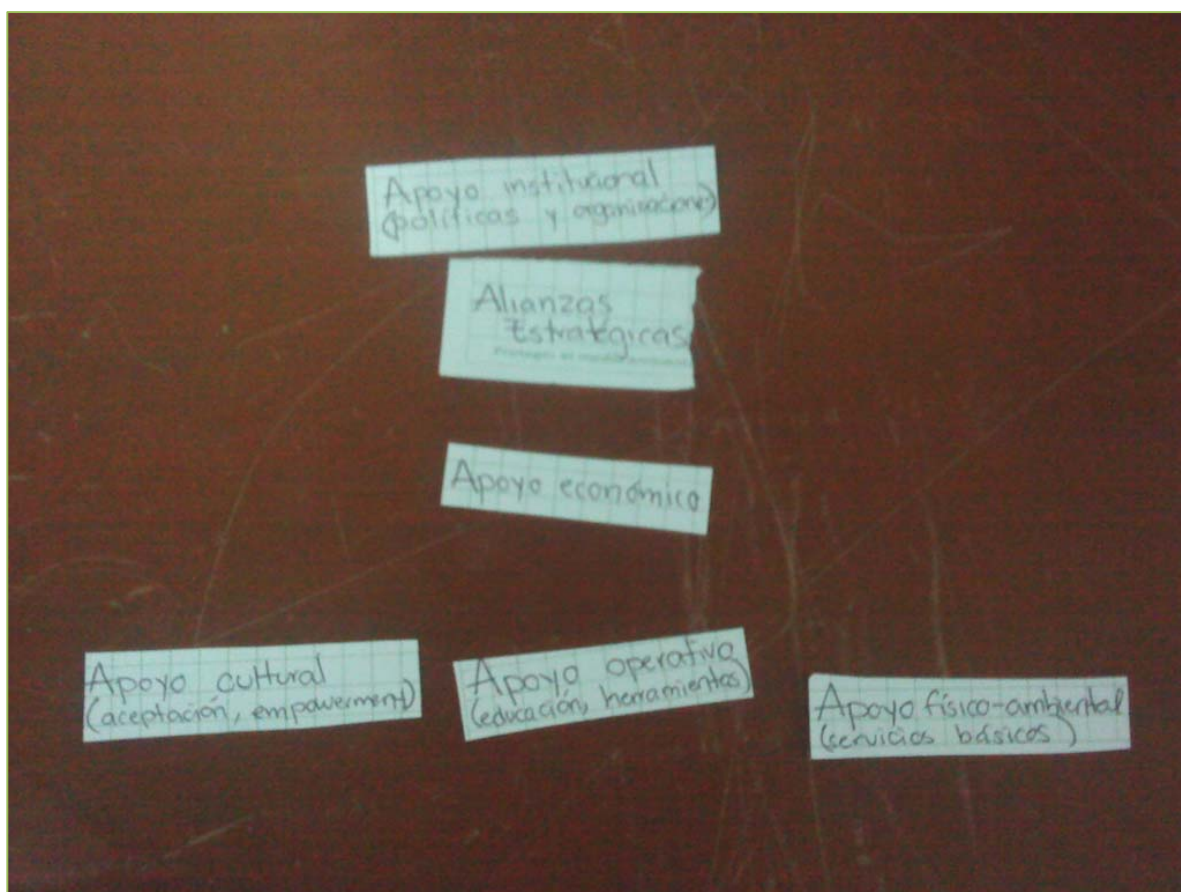 Apoyo institucional
(políticas y organizaciones)
Alianzas
Estratégicas
Apoyo económico
Apoyo cultural
(aceptación, empowerment)
Apoyo operativo
(educación, herramientas)
Apoyo físico-ambiental
(servicios básicos)